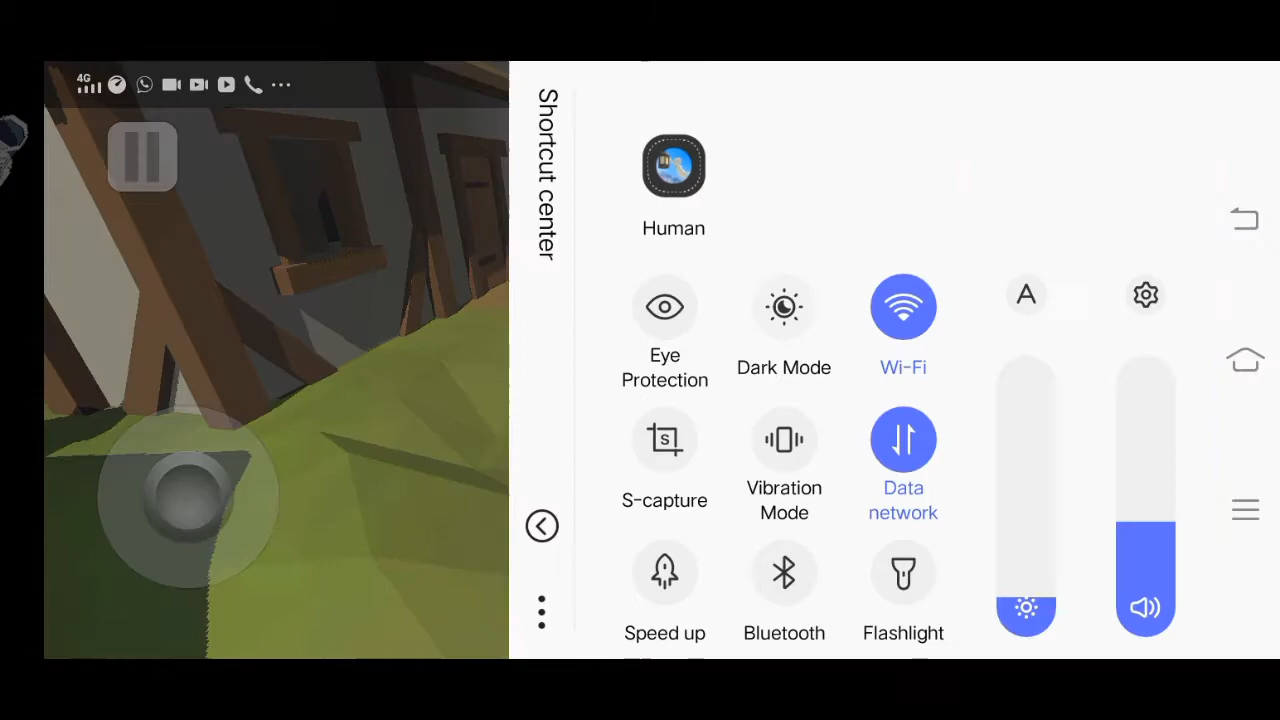 4G
Shortcut center
Human
Eye
Protection
Dark Mode
Wi-Fi
A
S-capture
S
Vibration
Mode
Data
network
Speed up
Bluetooth
Flashlight